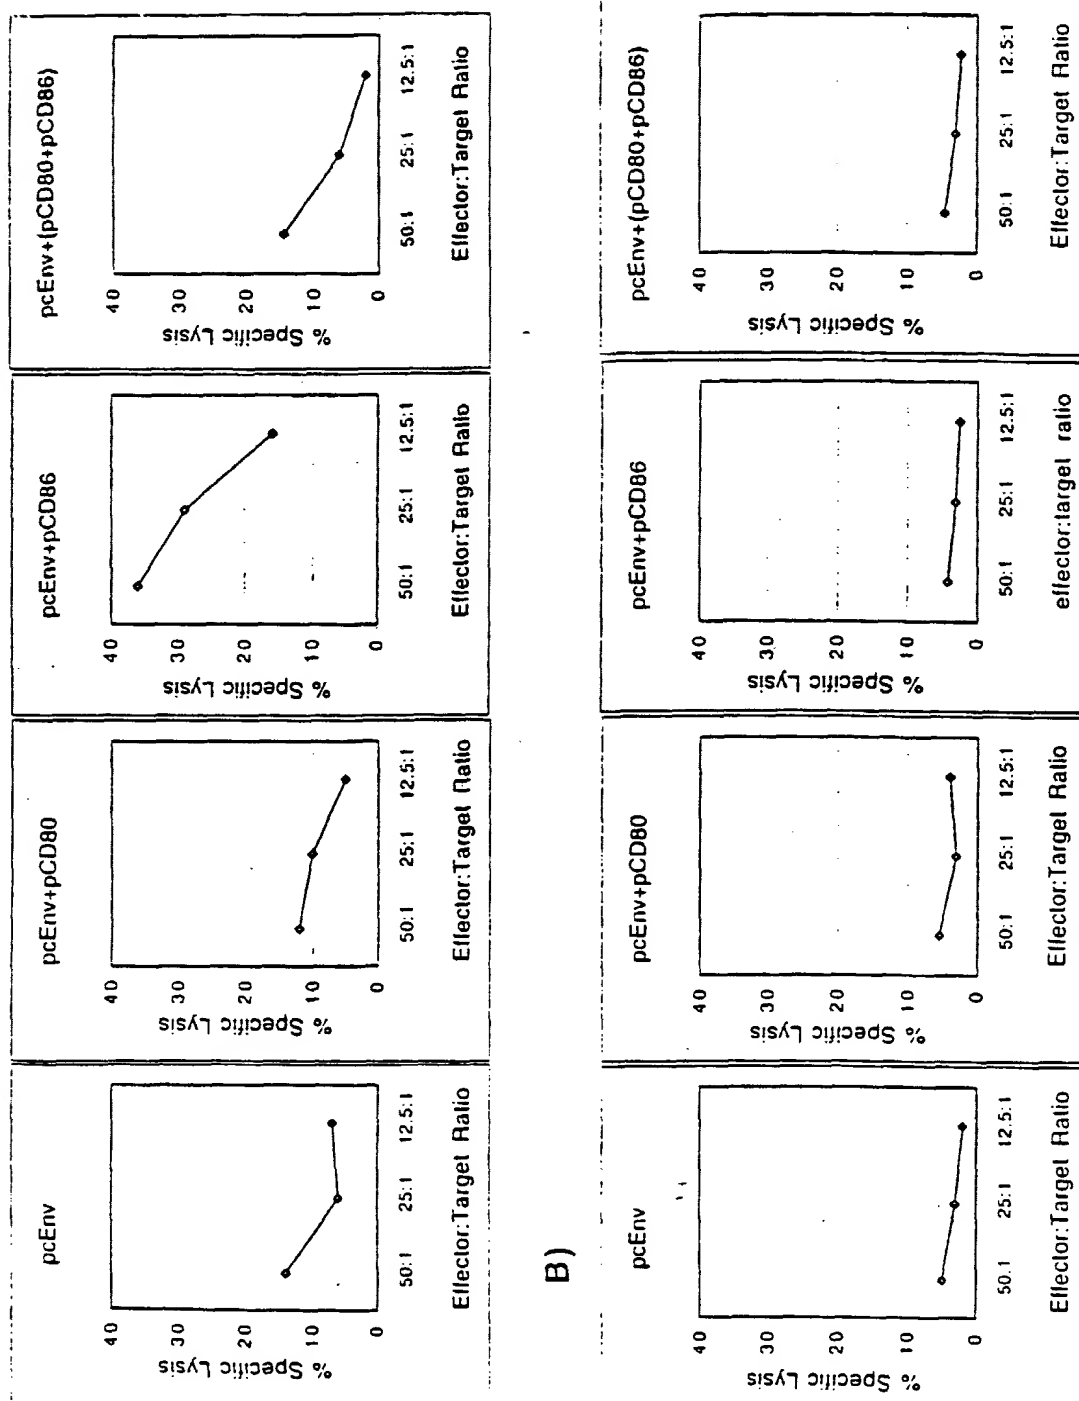 pcEnv
% Specific Lysis
40
30
20
10
0
50:1 25:1 12.5:1
Effector:Target Ratio
pcEnv+pCD80
% Specific Lysis
40
30
20
10
0
50:1 25:1 12.5:1
Effector:Target Ratio
pcEnv+pCD86
% Specific Lysis
40
30
20
10
0
50:1 25:1 12.5:1
Effector:Target Ratio
pcEnv+(pCD80+pCD86)
% Specific Lysis
40
30
20
10
0
50:1 25:1 12.5:1
Effector:Target Ratio
B)
pcEnv
% Specific Lysis
40
30
20
10
0
50.1 25:1 12.5:1
Effector:Target Ratio
pcEnv+pCD80
% Specific Lysis
40
30
20
10
0
50:1 25:1 12.5:1
Effector:Target Ratio
pcEnv+pCD86
% Specific Lysis
40
30
20
10
0
50:1 25:1 12.5:1
effector:target ratio
pcEnv+(pCD80+pCD86)
% Specific Lysis
40
30
20
10
0
50:1 25:1 12.5:1
Effector:Target Ratio